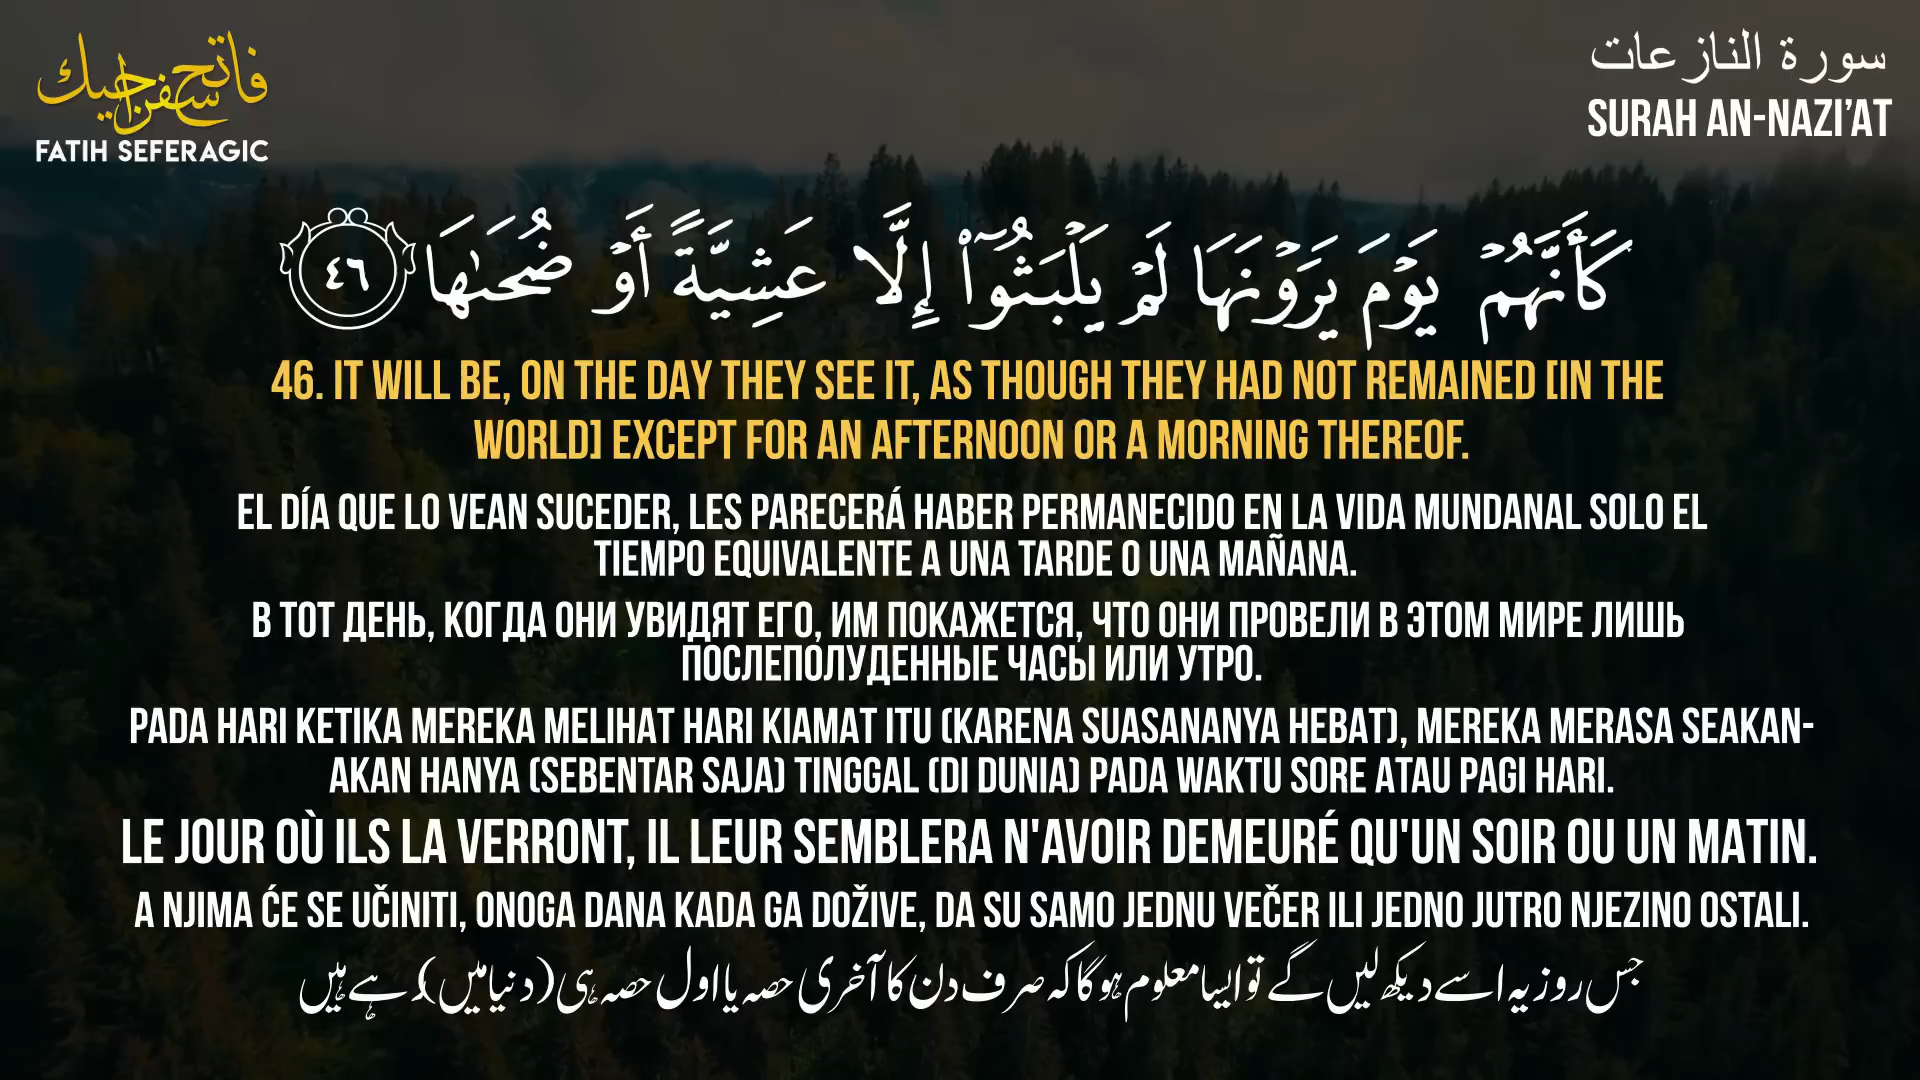 فاتح سفراجيك
FATIH SEFERAGIC
سورة النازعات
SURAH AN-NAZI'AT
كَأَنَّهُمْ يَوْمَ يَرَوْنَهَا لَمْ يَلْبَثُوٓا۟ إِلَّا عَشِيَّةً أَوْ ضُحَىٰهَا ٤٦
46. IT WILL BE, ON THE DAY THEY SEE IT, AS THOUGH THEY HAD NOT REMAINED [IN THE
WORLD] EXCEPT FOR AN AFTERNOON OR A MORNING THEREOF.
EL DÍA QUE LO VEAN SUCEDER, LES PARECERÁ HABER PERMANECIDO EN LA VIDA MUNDANAL SOLO EL
TIEMPO EQUIVALENTE A UNA TARDE O UNA MAÑANA.
В ТОТ ДЕНЬ, КОГДА ОНИ УВИДЯТ ЕГО, ИМ ПОКАЖЕТСЯ, ЧТО ОНИ ПРОВЕЛИ В ЭТОМ МИРЕ ЛИШЬ
ПОСЛЕПОЛУДЕННЫЕ ЧАСЫ ИЛИ УТРО.
PADA HARI KETIKA MEREKA MELIHAT HARI KIAMAT ITU (KARENA SUASANANYA HEBAT), MEREKA MERASA SEAKAN-
AKAN HANYA (SEBENTAR SAJA) TINGGAL (DI DUNIA) PADA WAKTU SORE ATAU PAGI HARI.
LE JOUR OÙ ILS LA VERRONT, IL LEUR SEMBLERA N'AVOIR DEMEURÉ QU'UN SOIR OU UN MATIN.
A NJIMA ĆE SE UČINITI, ONOGA DANA KADA GA DOŽIVE, DA SU SAMO JEDNU VEČER ILI JEDNO JUTRO NJEZINO OSTALI.
جس روز یہ اسے دیکھ لیں گے تو ایسا معلوم ہوگا کہ صرف دن کا آخری حصہ یا اول حصہ ہی (دنیا میں) رہے ہیں